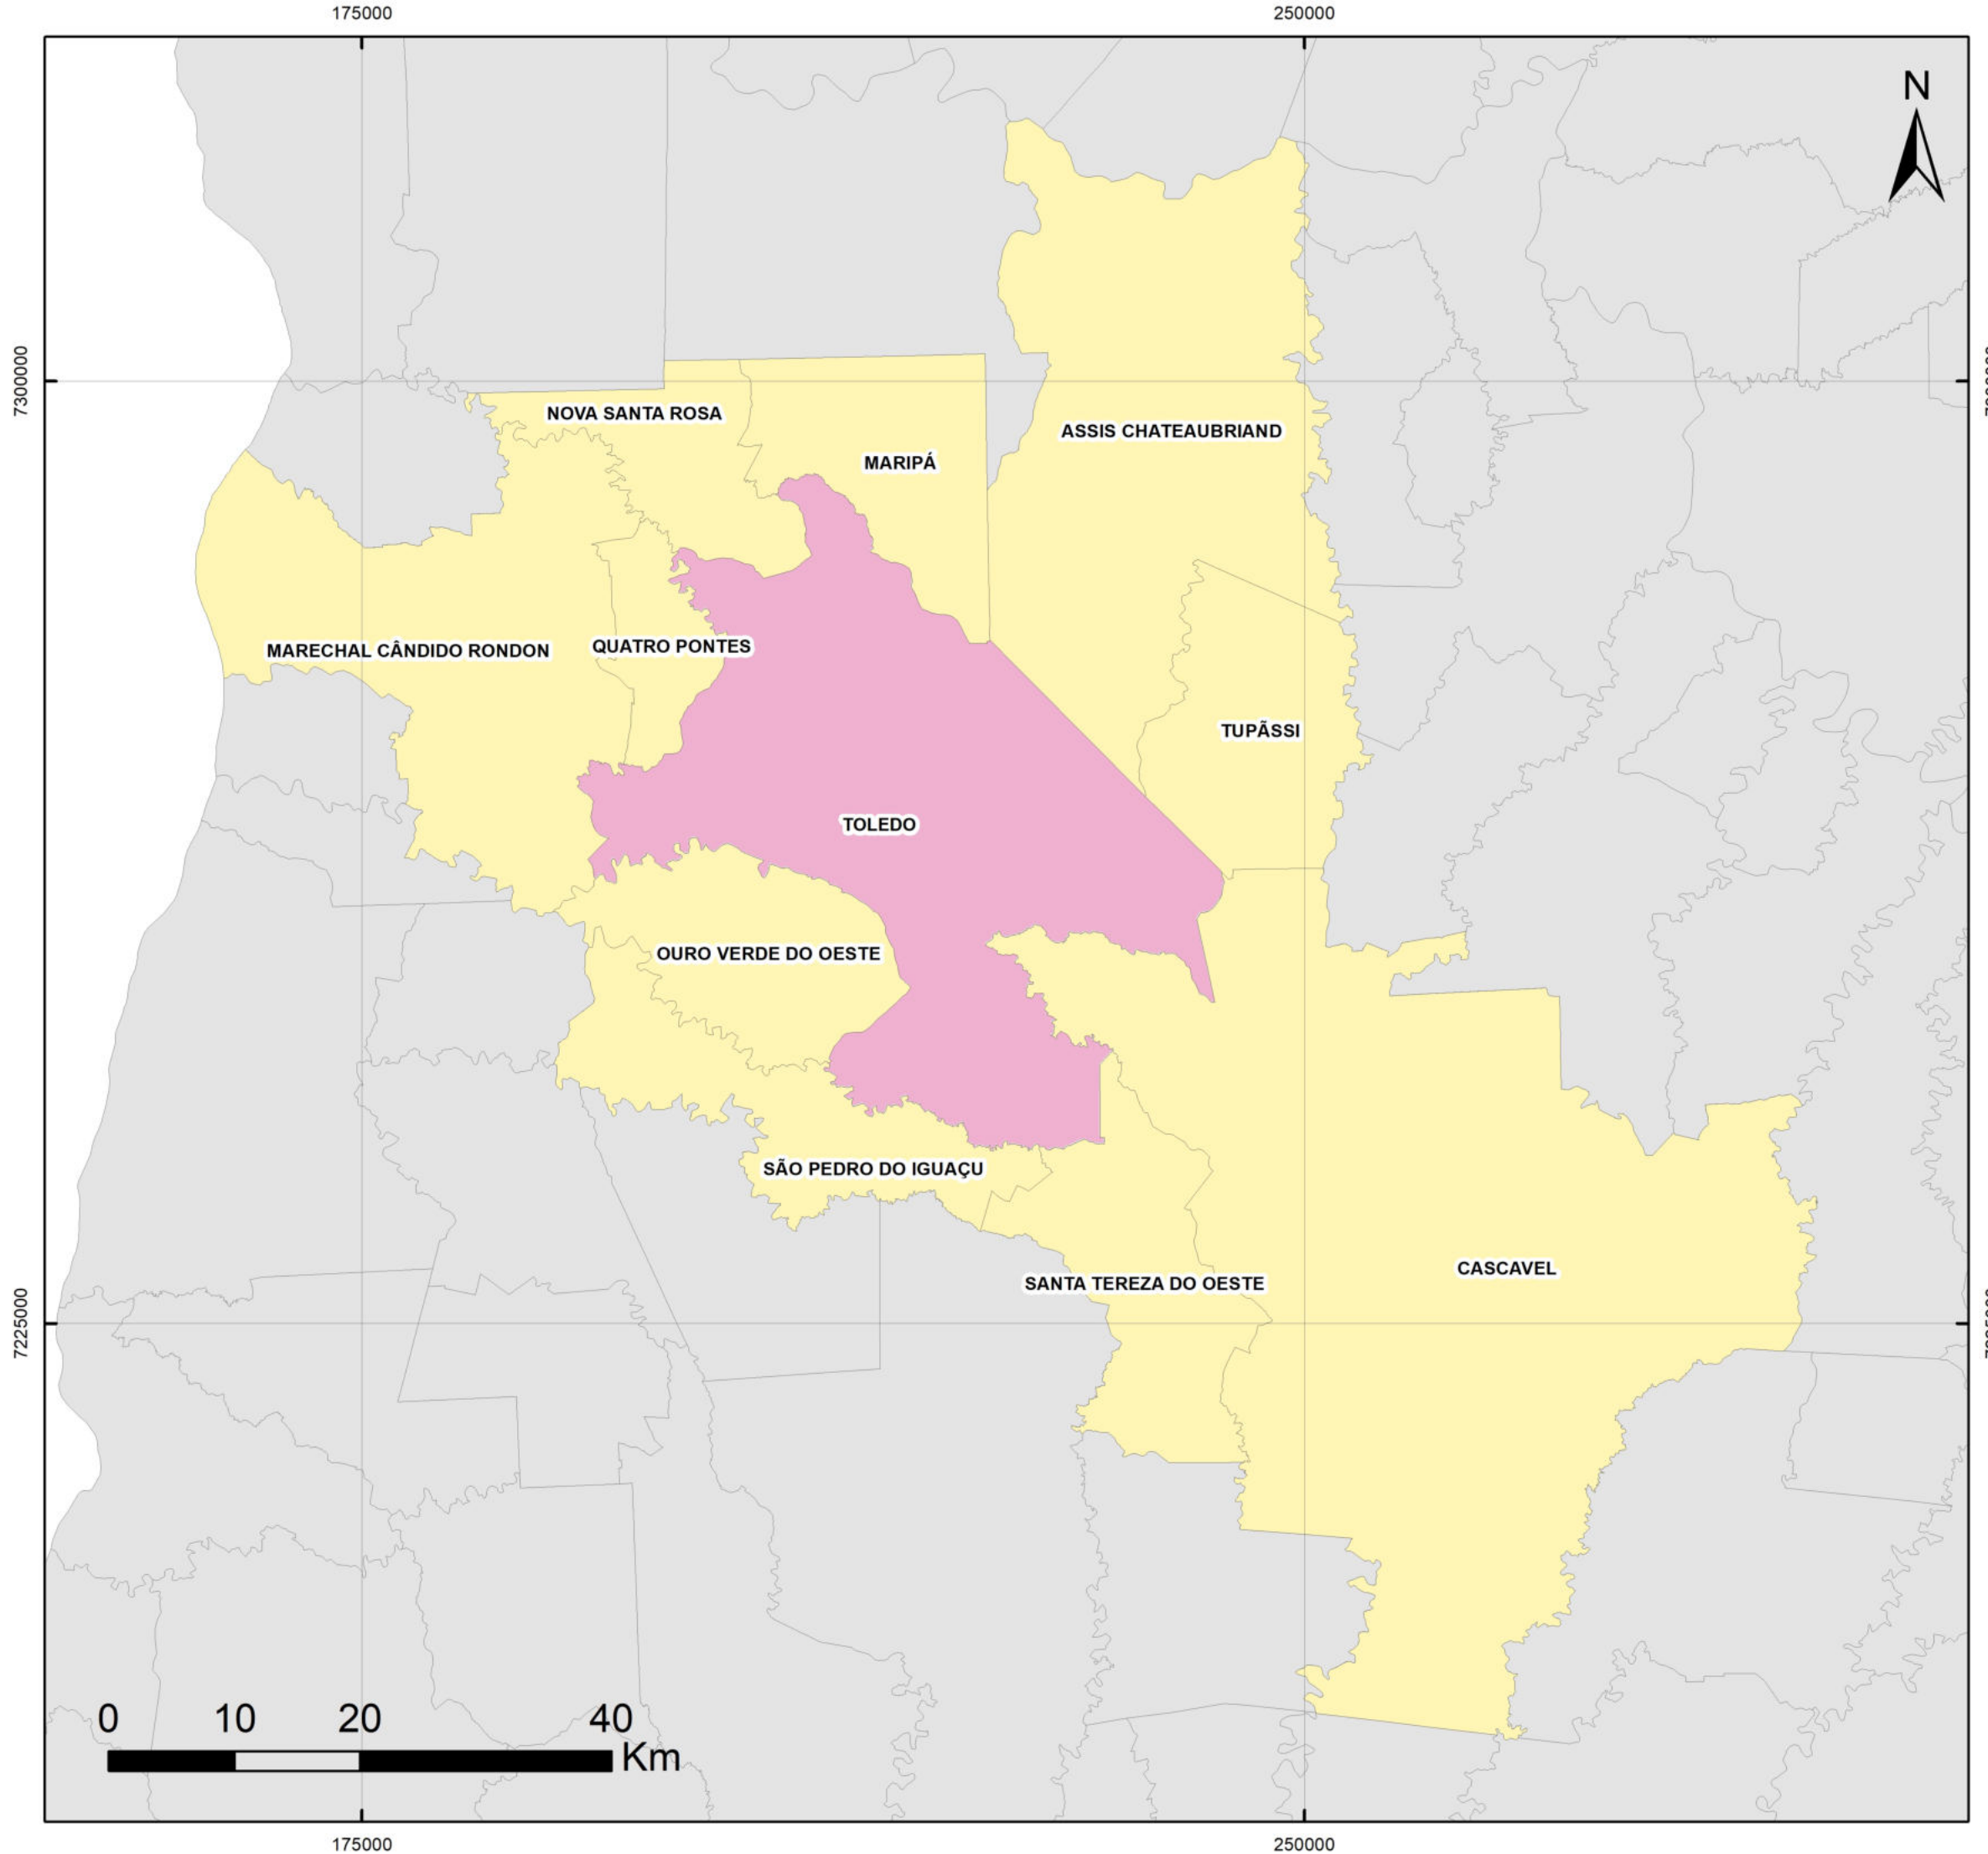 175000
250000
N
7300000
NOVA SANTA ROSA
ASSIS CHATEAUBRIAND
MARIPÁ
MARECHAL CÂNDIDO RONDON
QUATRO PONTES
TUPÃSSI
TOLEDO
OURO VERDE DO OESTE
SÃO PEDRO DO IGUAÇU
CASCAVEL
SANTA TEREZA DO OESTE
7225000
0 10 20 40
Km
175000
250000